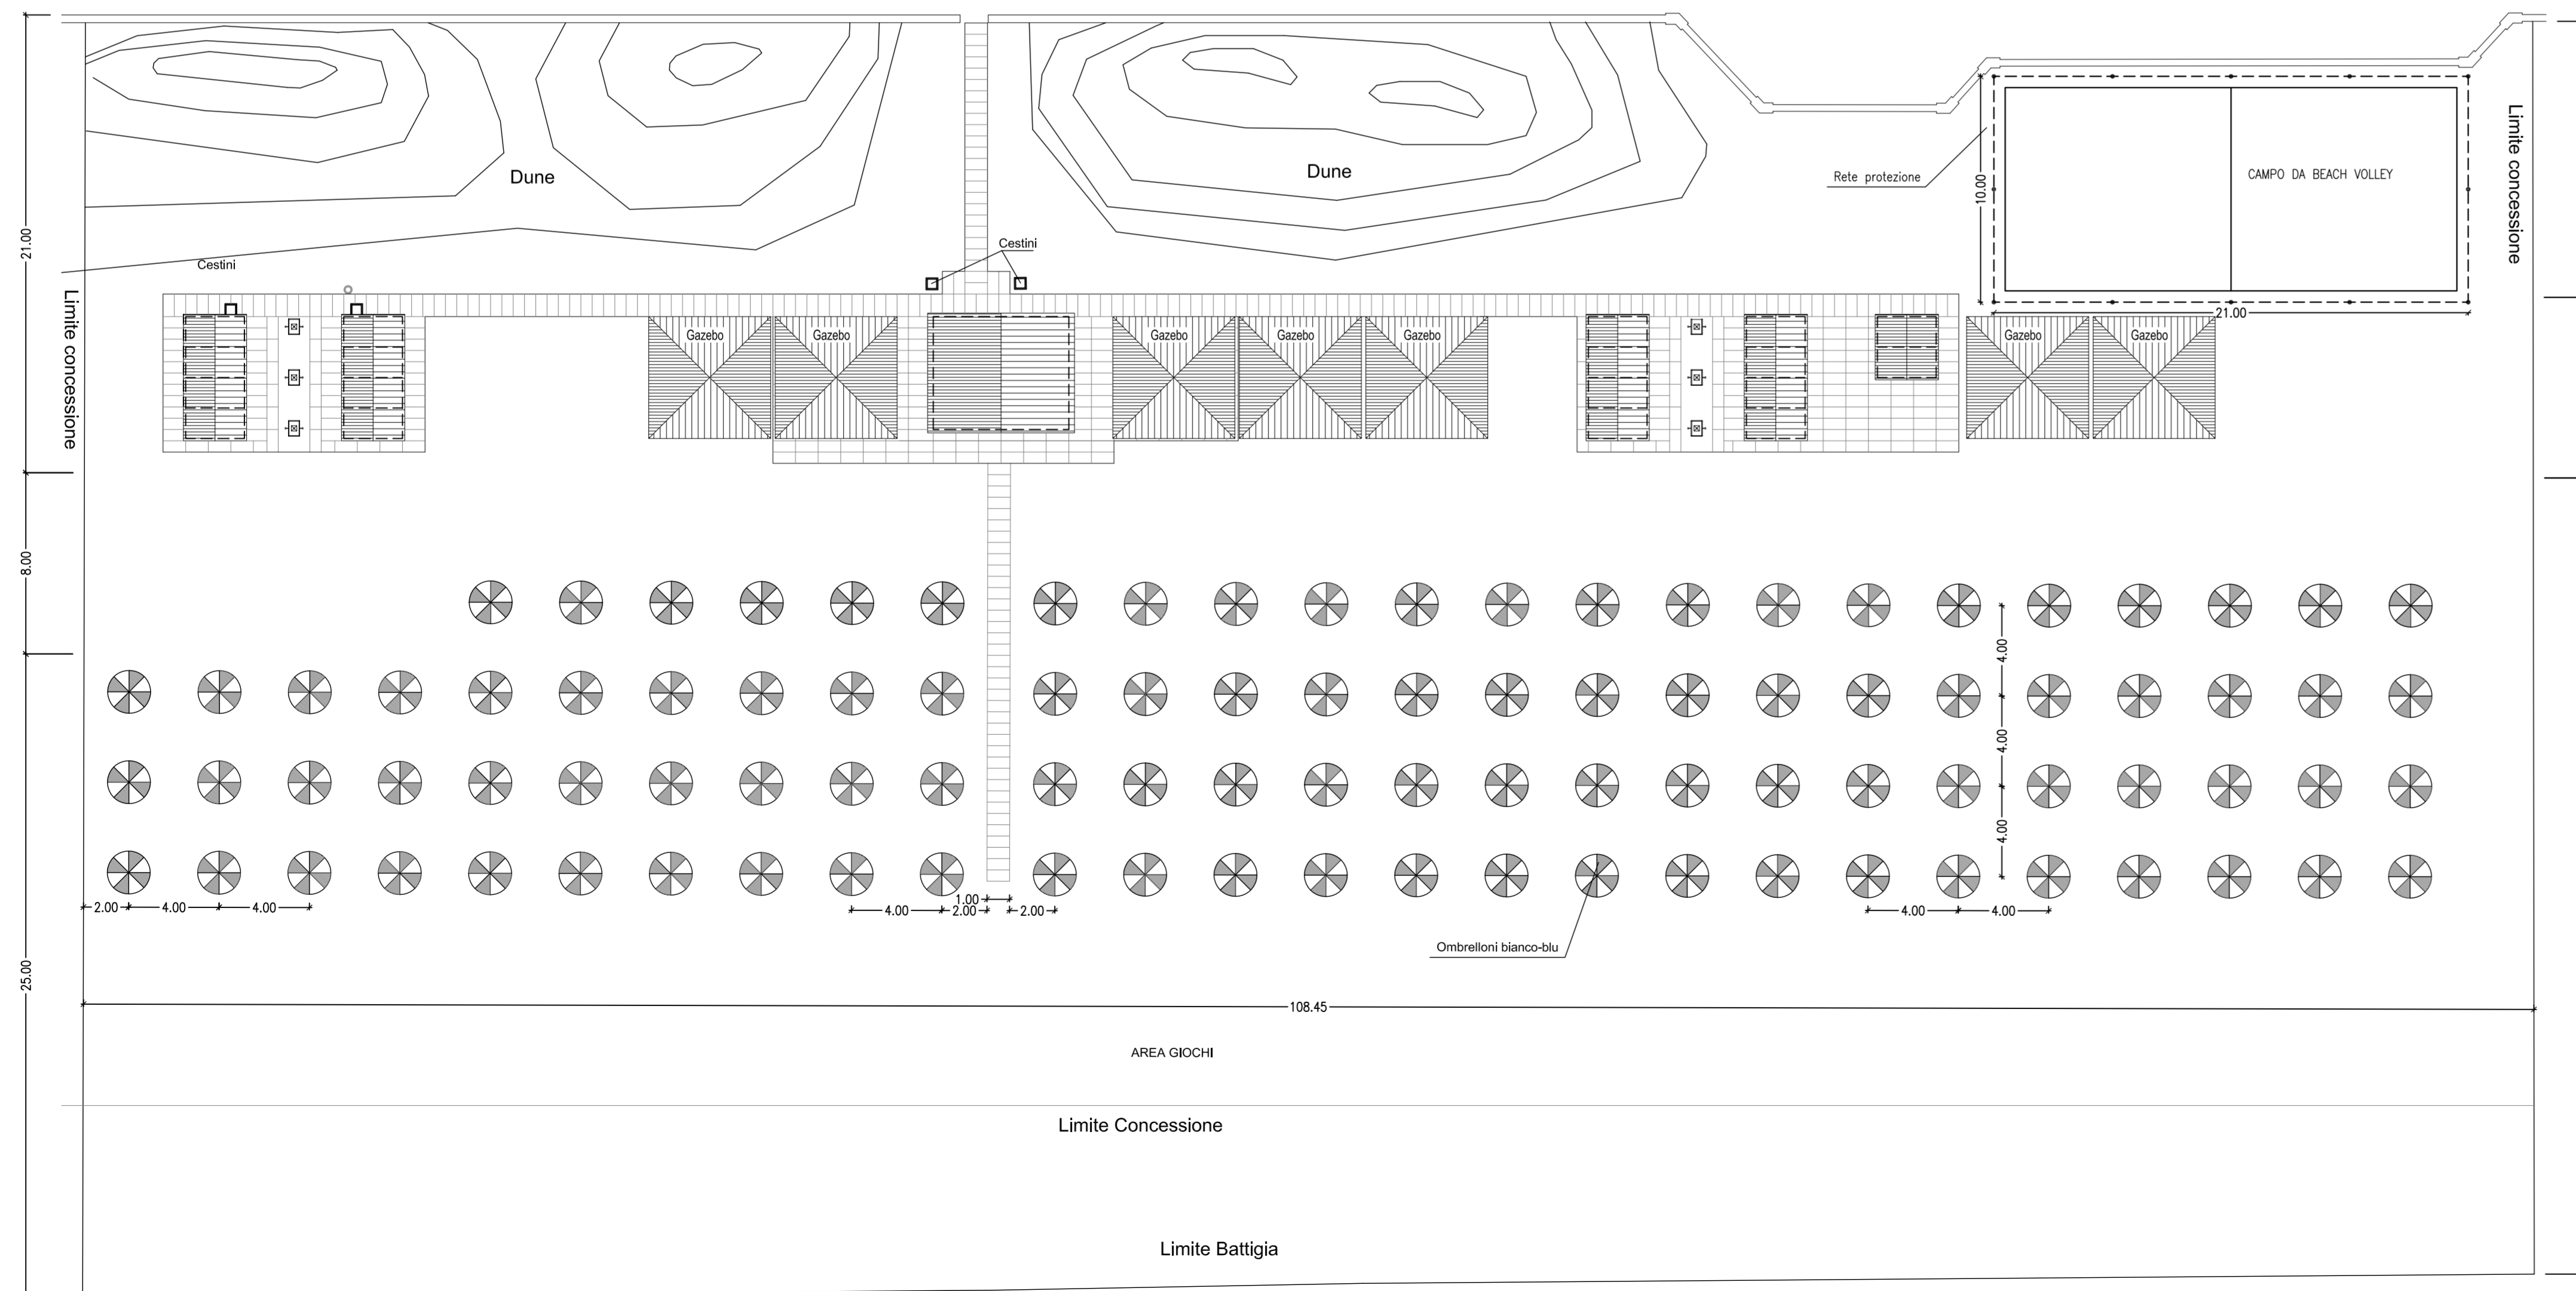 Dune
Dune
Rete protezione
10.00
CAMPO DA BEACH VOLLEY
Limite concessione
21.00
Cestini
Cestini
Limite concessione
21.00
Gazebo
Gazebo
Gazebo
Gazebo
Gazebo
Gazebo
Gazebo
8.00
4.00
4.00
4.00
2.00
4.00
4.00
4.00
2.00
1.00
2.00
4.00
4.00
Ombrelloni bianco-blu
25.00
108.45
AREA GIOCHI
Limite Concessione
Limite Battigia